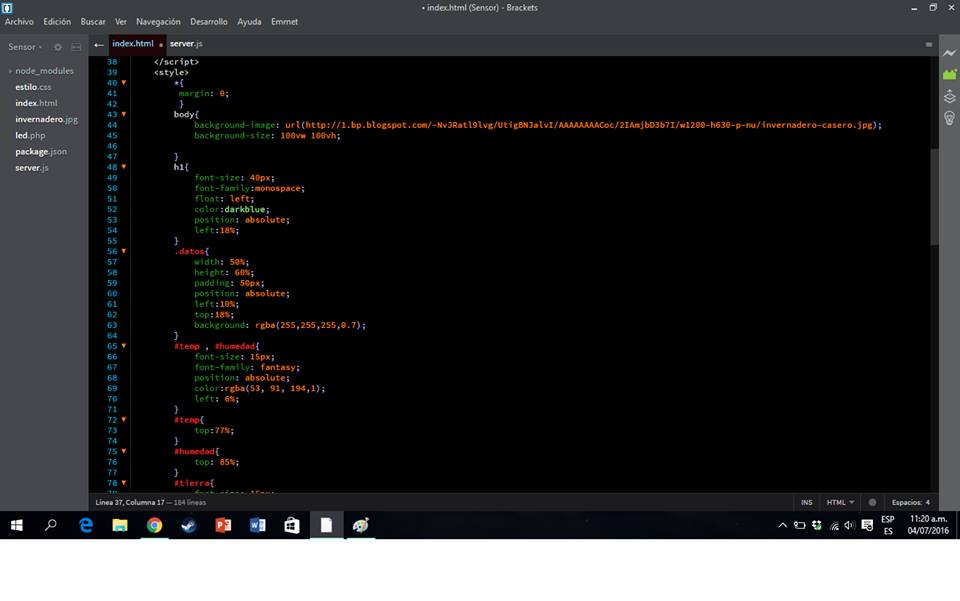 • index.html (Sensor) - Brackets
Archivo Edición Buscar Ver Navegación Desarrollo Ayuda Emmet
Sensor
index.html • server.js
node_modules
estilo.css
index.html
invernadero.jpg
led.php
package.json
server.js
38 </script>
39 <style>
40 *{
41 margin: 0;
42 }
43 body{
44 background-image: url(http://1.bp.blogspot.com/-NvJRatl9lvg/UtigBNJalvI/AAAAAAAACoc/2IAmjbD3b7I/w1200-h630-p-nu/invernadero-casero.jpg);
45 background-size: 100vw 100vh;
46
47 }
48 h1{
49 font-size: 40px;
50 font-family:monospace;
51 float: left;
52 color:darkblue;
53 position: absolute;
54 left:18%;
55 }
56 .datos{
57 width: 50%;
58 height: 60%;
59 padding: 50px;
60 position: absolute;
61 left:10%;
62 top:18%;
63 background: rgba(255,255,255,0.7);
64 }
65 #temp , #humedad{
66 font-size: 15px;
67 font-family: fantasy;
68 position: absolute;
69 color:rgba(53, 91, 194,1);
70 left: 6%;
71 }
72 #temp{
73 top:77%;
74 }
75 #humedad{
76 top: 85%;
77 }
78 #tierra{
Línea 37, Columna 17 — 184 líneas
INS HTML Espacios: 4
ESP
ES
11:20 a.m.
04/07/2016